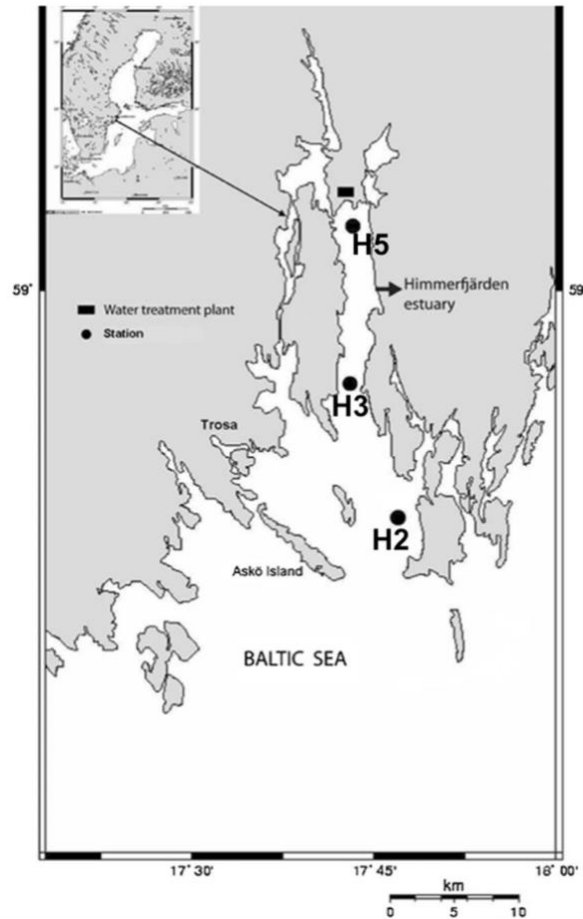 H5
59°
59
Himmerfjärden
estuary
Water treatment plant
Station
H3
Trosa
H2
Askö Island
BALTIC SEA
17°30'
17°45'
18°00'
km
0
5
10